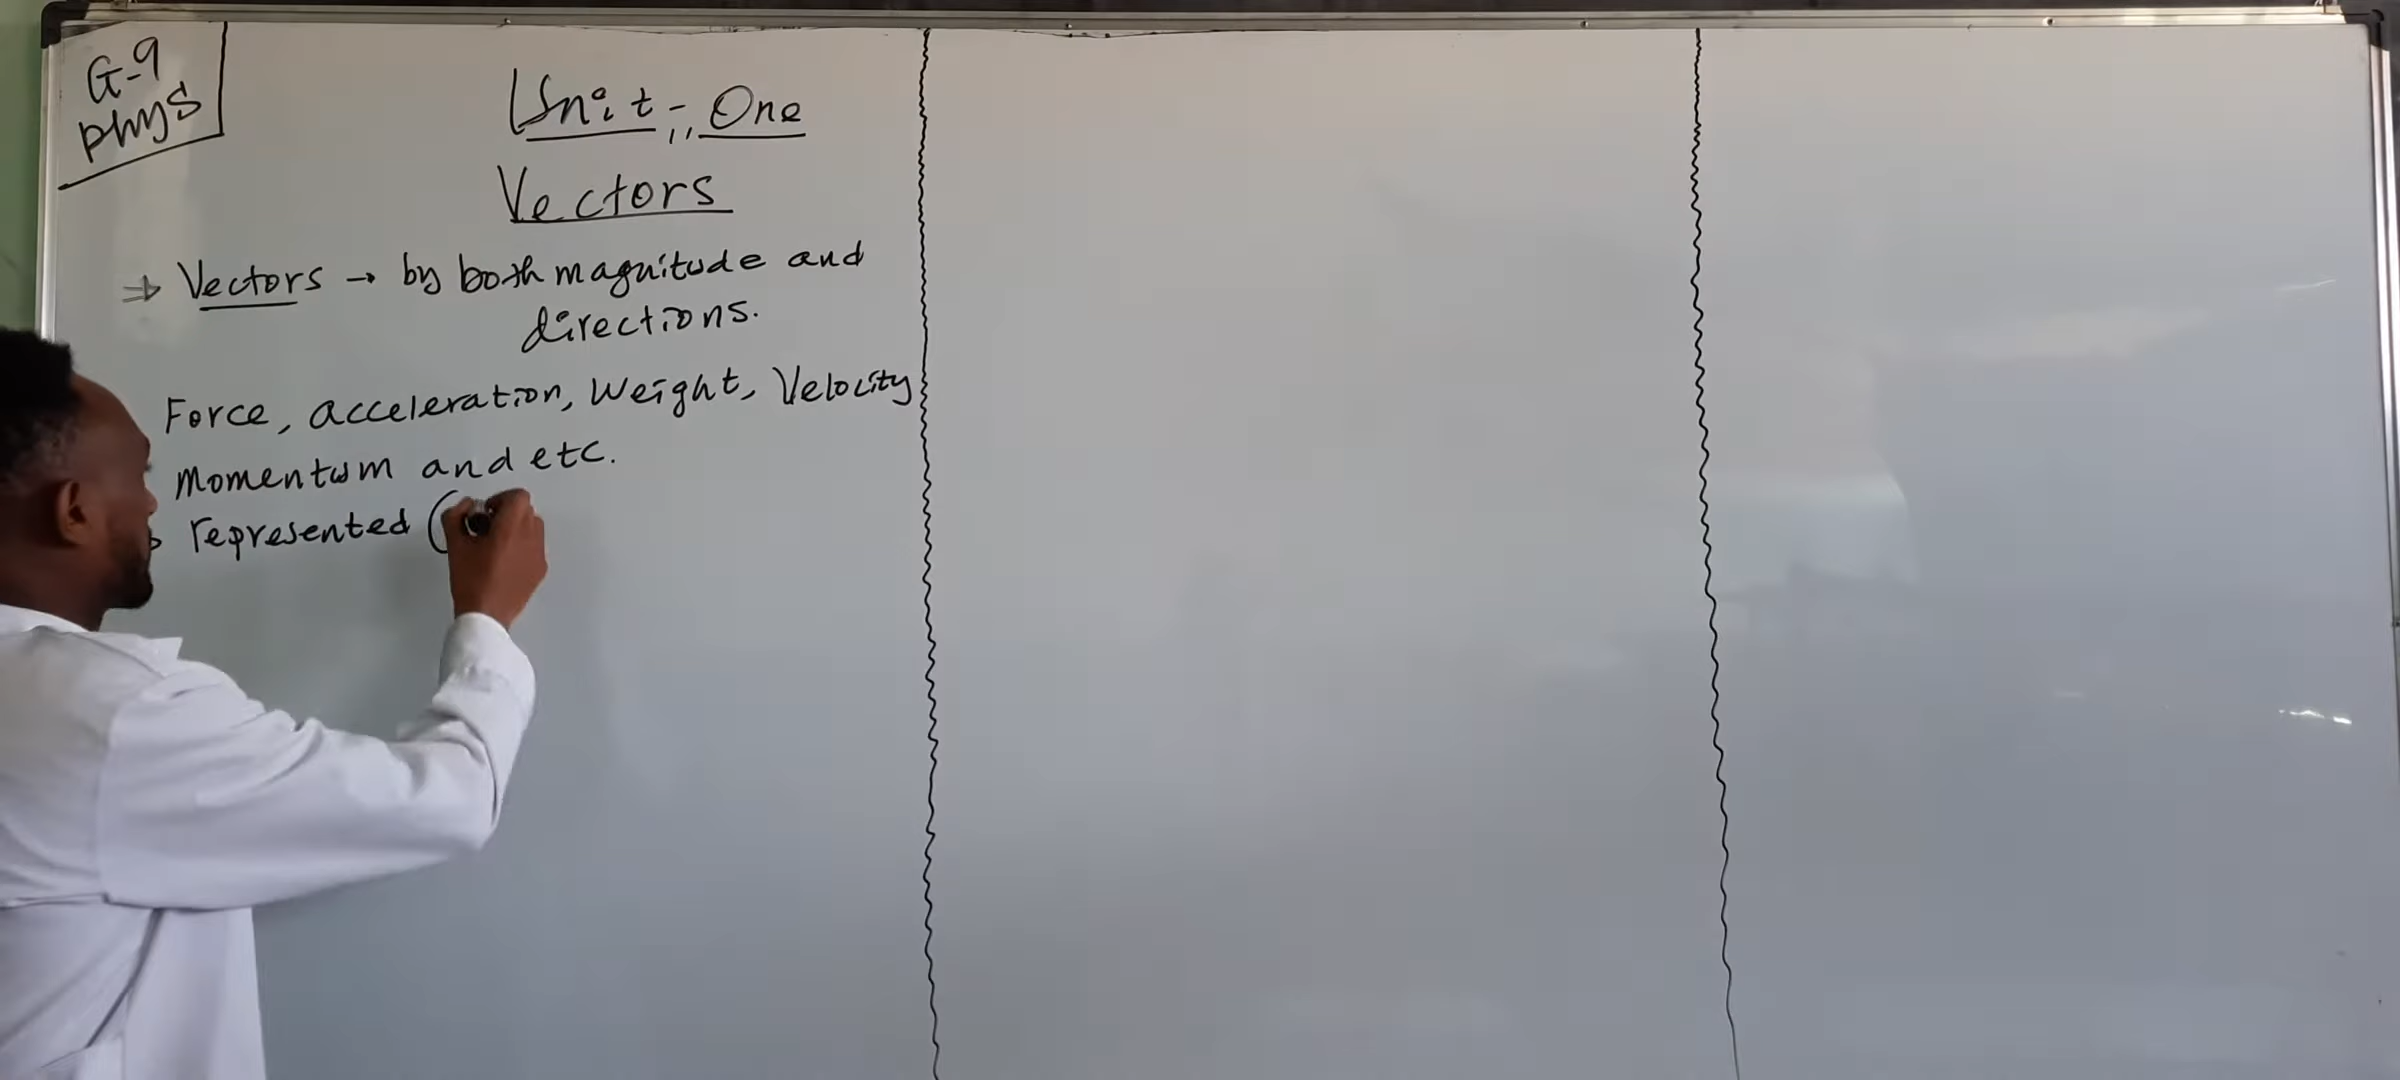 G-9
phys
Unit-,, One
Vectors
⇒ Vectors → by both magnitude and
directions.
Force, acceleration, Weight, Velocity
Momentum and etc.
represented (